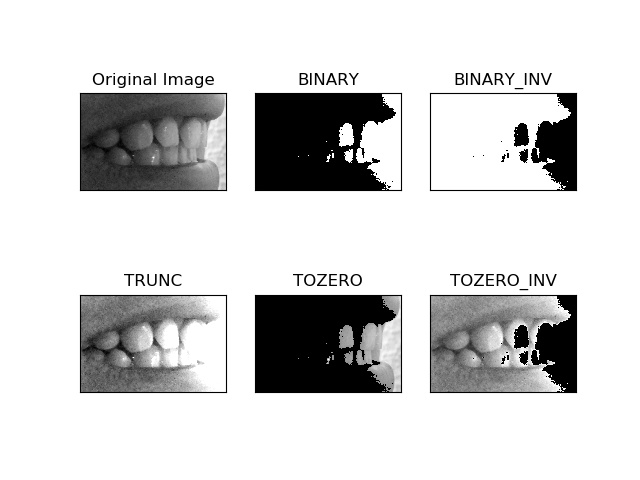 Original Image
BINARY
BINARY_INV
TRUNC
TOZERO
TOZERO_INV